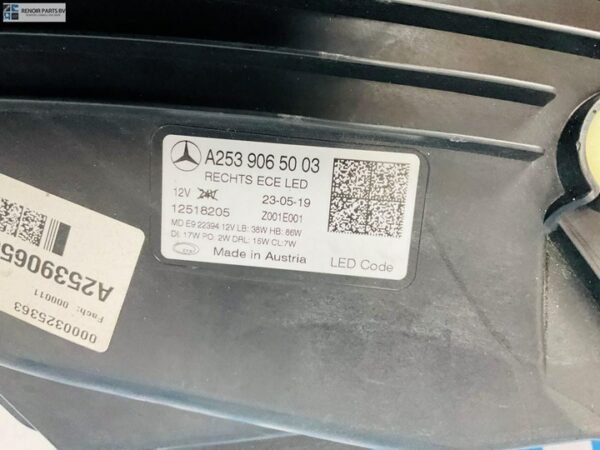 RENOIR PARTS BV
A253 906 50 03
RECHTS ECE LED
12V 24V 23-05-19
12518205 Z001E001
MD E9 22394 12V LB: 38W HB: 86W
DI: 17W PO: 2W DRL: 15W CL:7W
Made in Austria
LED Code
A2539065
Fach: 000011
0000325363